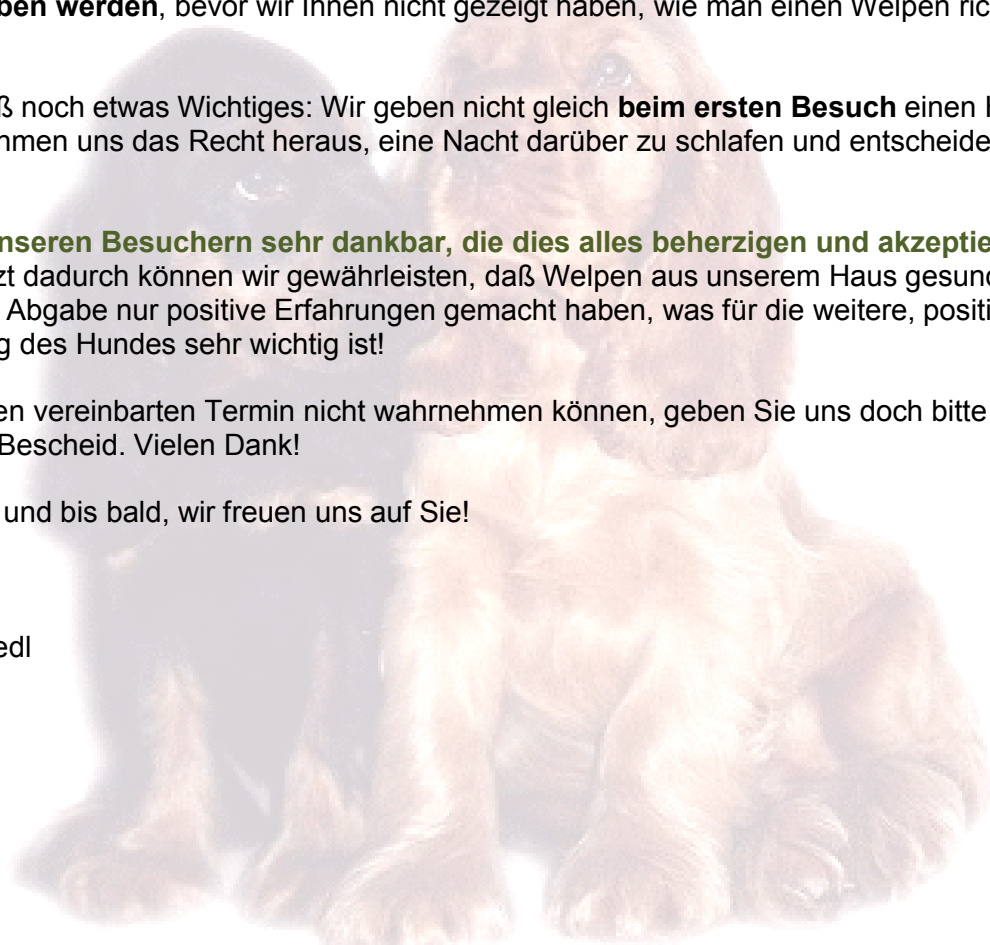 ben werden, bevor wir Ihnen nicht gezeigt haben, wie man einen Welpen ric
ß noch etwas Wichtiges: Wir geben nicht gleich beim ersten Besuch einen
hmen uns das Recht heraus, eine Nacht darüber zu schlafen und entscheide
nseren Besuchern sehr dankbar, die dies alles beherzigen und akzeptie
zt dadurch können wir gewährleisten, daß Welpen aus unserem Haus gesund
Abgabe nur positive Erfahrungen gemacht haben, was für die weitere, positi
g des Hundes sehr wichtig ist!
en vereinbarten Termin nicht wahrnehmen können, geben Sie uns doch bitte
Bescheid. Vielen Dank!
und bis bald, wir freuen uns auf Sie!
edl